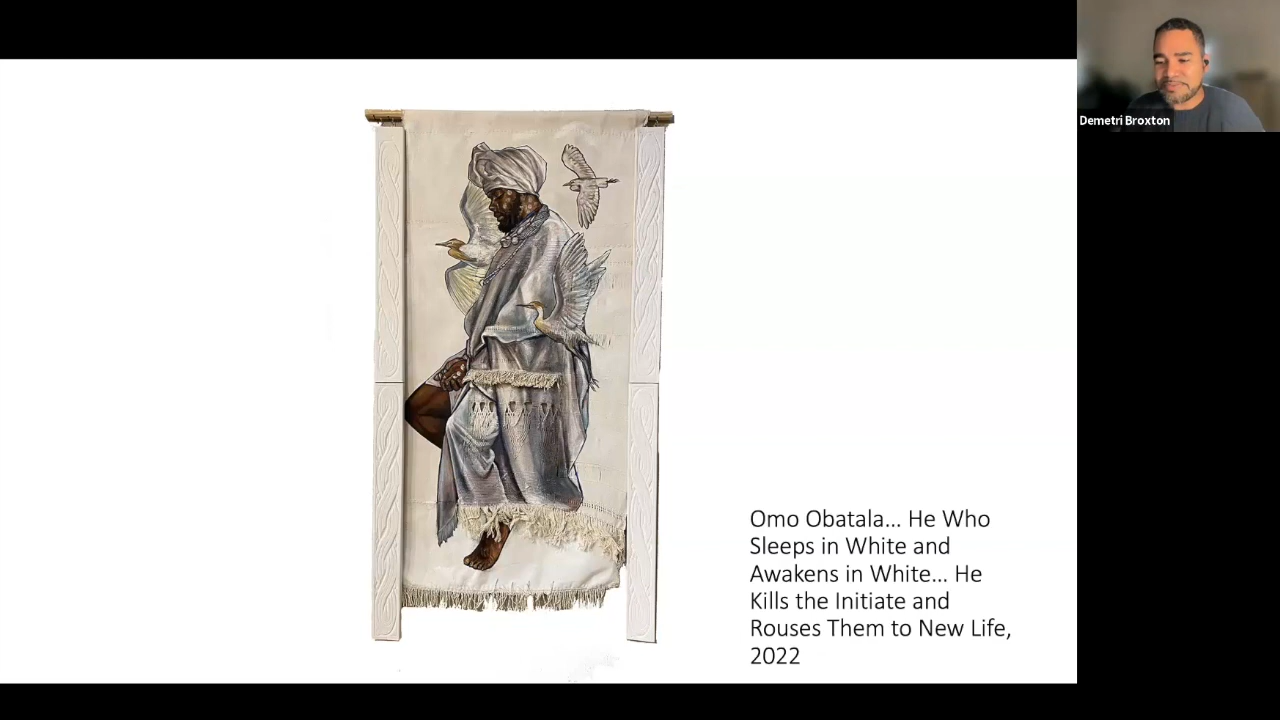 Demetri Broxton
Omo Obatala... He Who
Sleeps in White and
Awakens in White... He
Kills the Initiate and
Rouses Them to New Life,
2022